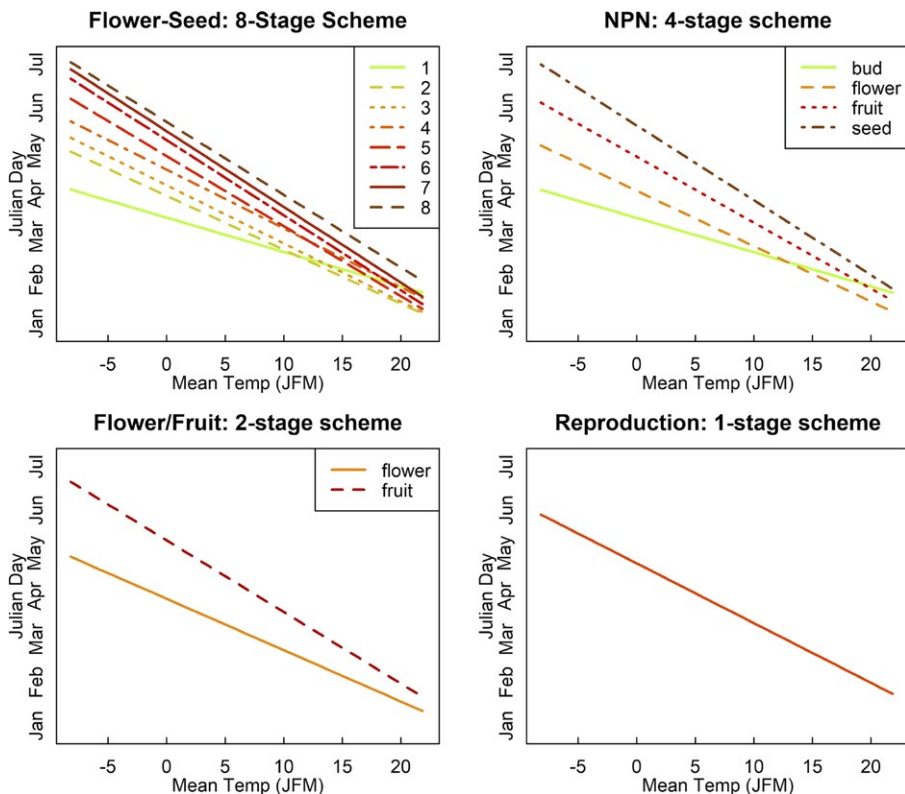 Flower-Seed: 8-Stage Scheme
Jul
Jun
May
Apr
Mar
Feb
Jan
Julian Day
1
2
3
4
5
6
7
8
-5 0 5 10 15 20
Mean Temp (JFM)
NPN: 4-stage scheme
Jul
Jun
May
Apr
Mar
Feb
Jan
Julian Day
bud
flower
fruit
seed
-5 0 5 10 15 20
Mean Temp (JFM)
Flower/Fruit: 2-stage scheme
Jul
Jun
May
Apr
Mar
Feb
Jan
Julian Day
flower
fruit
-5 0 5 10 15 20
Mean Temp (JFM)
Reproduction: 1-stage scheme
Jul
Jun
May
Apr
Mar
Feb
Jan
Julian Day
-5 0 5 10 15 20
Mean Temp (JFM)